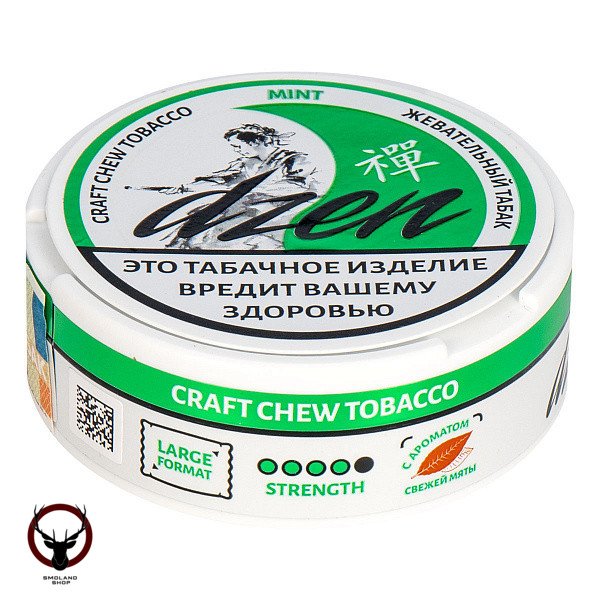 MINT
CRAFT CHEW TOBACCO
ЖЕВАТЕЛЬНЫЙ ТАБАК
禪
dzen
ЭТО ТАБАЧНОЕ ИЗДЕЛИЕ
ВРЕДИТ ВАШЕМУ
ЗДОРОВЬЮ
CRAFT CHEW TOBACCO
LARGE
FORMAT
STRENGTH
С АРОМАТОМ
СВЕЖЕЙ МЯТЫ
SMOLAND
SHOP